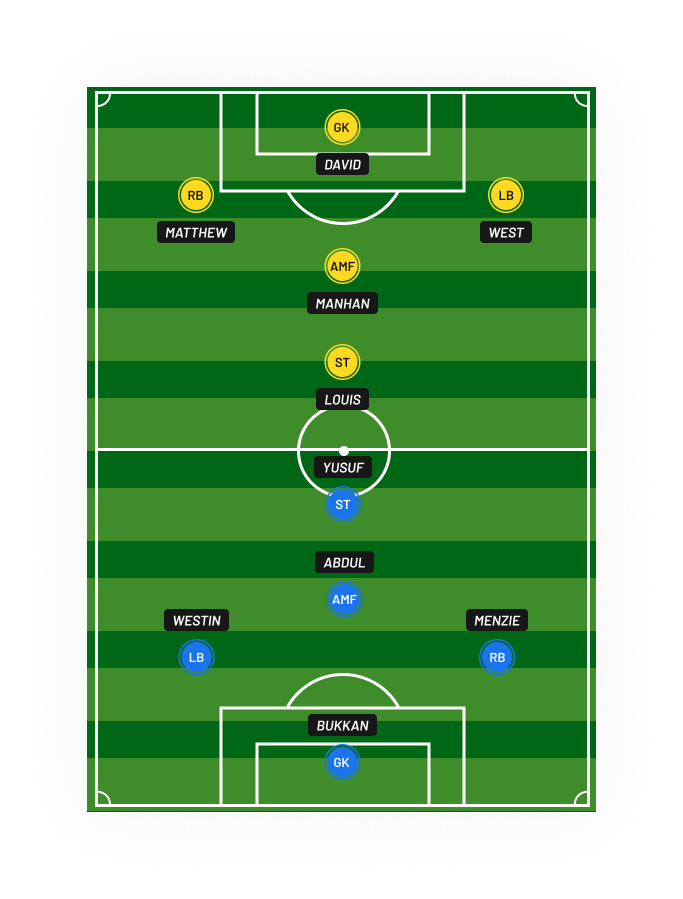 GK
DAVID
RB
LB
MATTHEW
WEST
AMF
MANHAN
ST
LOUIS
YUSUF
ST
ABDUL
AMF
WESTIN
MENZIE
LB
RB
BUKKAN
GK